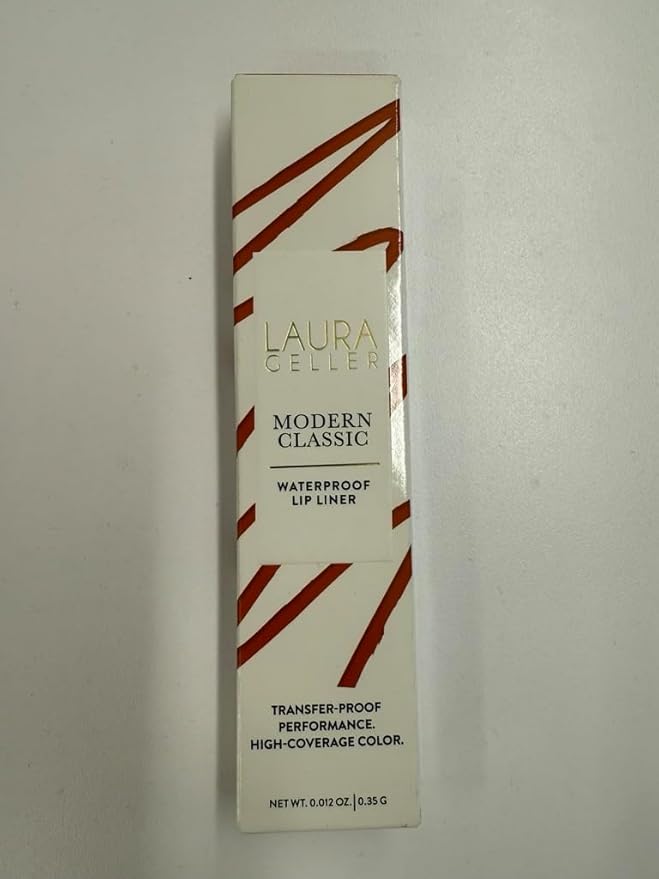 LAURA
GELLER
MODERN
CLASSIC
WATERPROOF
LIP LINER
TRANSFER-PROOF
PERFORMANCE.
HIGH-COVERAGE COLOR.
NET WT. 0.012 OZ. | 0.35 G